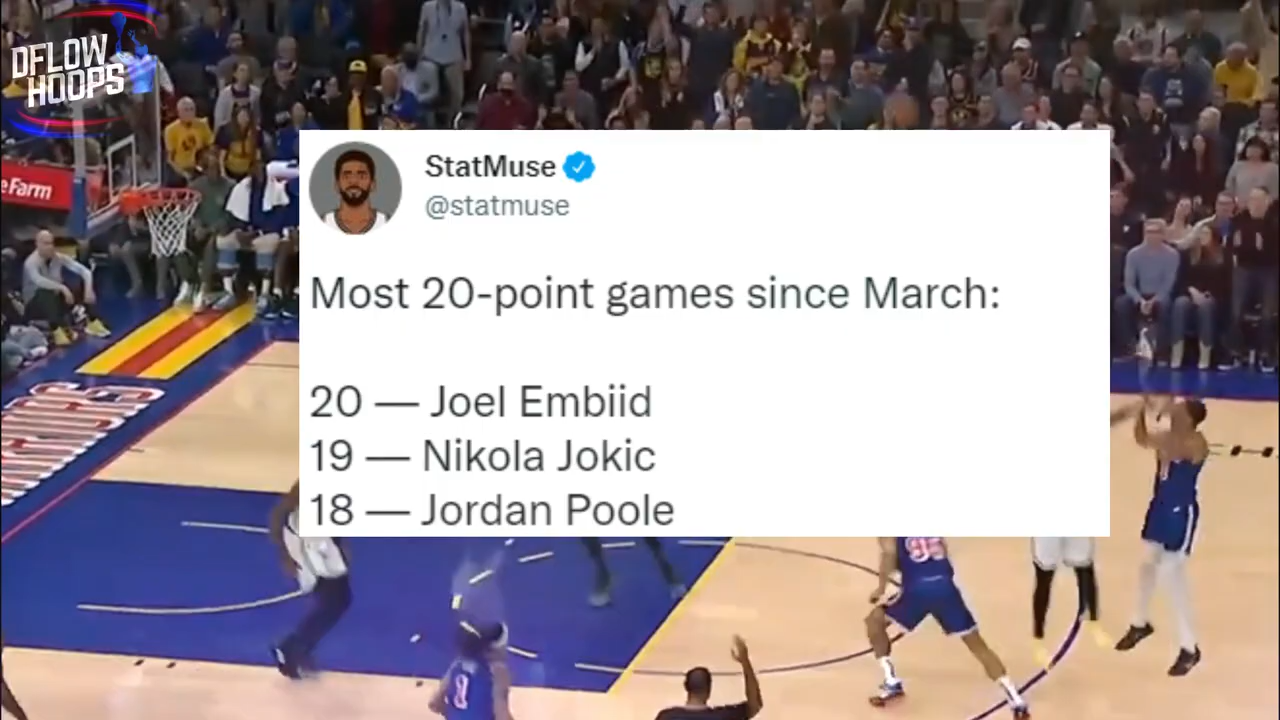 DFLOW
HOOPS
e Farm
StatMuse
@statmuse
Most 20-point games since March:
20 — Joel Embiid
19 — Nikola Jokic
18 — Jordan Poole